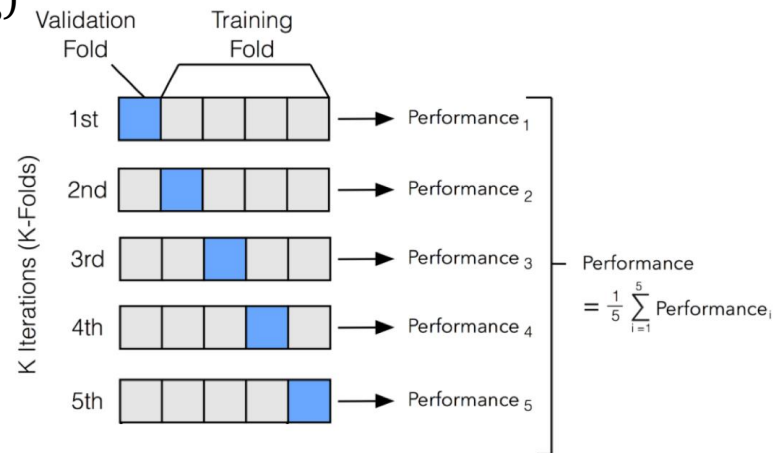 Validation
Fold
Training
Fold
K Iterations (K-Folds)
1st
Performance 1
2nd
Performance 2
3rd
Performance 3
4th
Performance 4
5th
Performance 5
Performance
= 1/5 5 ∑ i=1 Performance i